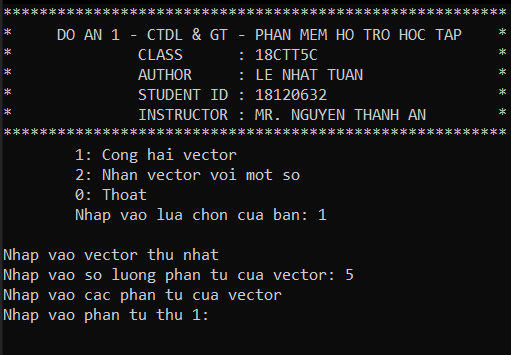 ********************************************************
* DO AN 1 - CTDL & GT - PHAN MEM HO TRO HOC TAP *
* CLASS : 18CTT5C *
* AUTHOR : LE NHAT TUAN *
* STUDENT ID : 18120632 *
* INSTRUCTOR : MR. NGUYEN THANH AN *
********************************************************
1: Cong hai vector
2: Nhan vector voi mot so
0: Thoat
Nhap vao lua chon cua ban: 1
Nhap vao vector thu nhat
Nhap vao so luong phan tu cua vector: 5
Nhap vao cac phan tu cua vector
Nhap vao phan tu thu 1: